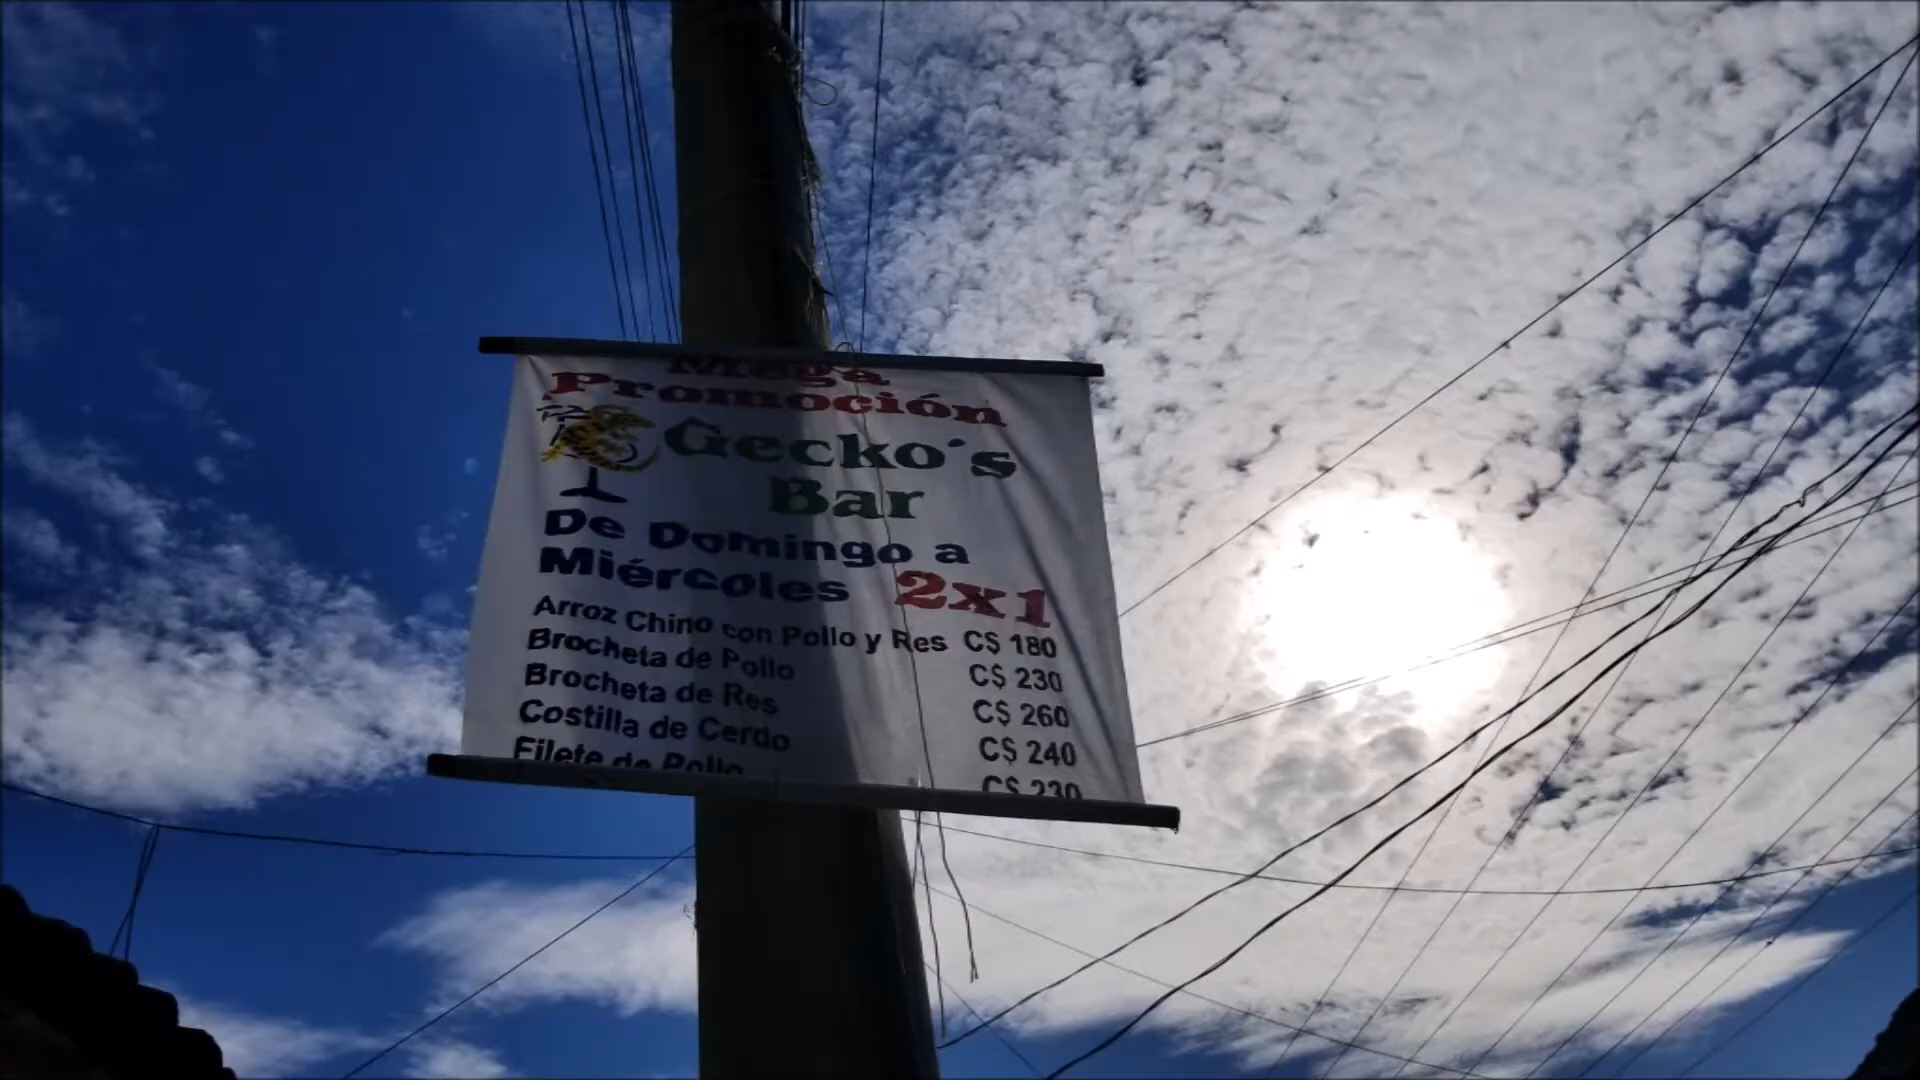 Mega
Promoción
Gecko´s
Bar
De Domingo a
Miércoles 2x1
Arroz Chino con Pollo y Res C$ 180
Brocheta de Pollo C$ 230
Brocheta de Res C$ 260
Costilla de Cerdo C$ 240
Filete de Pollo C$ 230